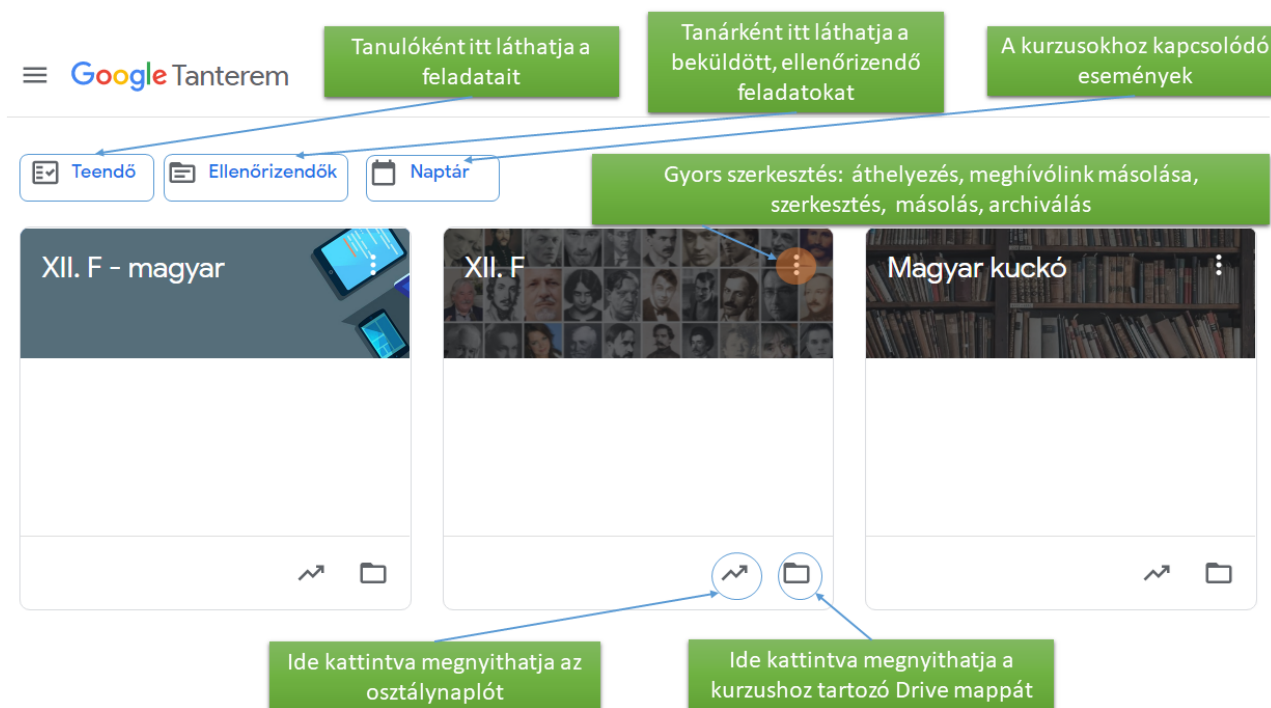 Tanulóként itt láthatja a
feladatait
Tanárként itt láthatja a
beküldött, ellenőrizendő
feladatokat
A kurzusokhoz kapcsolódó
események
Google Tanterem
Teendő
Ellenőrizendők
Naptár
Gyors szerkesztés: áthelyezés, meghívólink másolása,
szerkesztés, másolás, archiválás
XII. F - magyar
XII. F
Magyar kuckó
Ide kattintva megnyithatja az
osztálynaplót
Ide kattintva megnyithatja a
kurzushoz tartozó Drive mappát